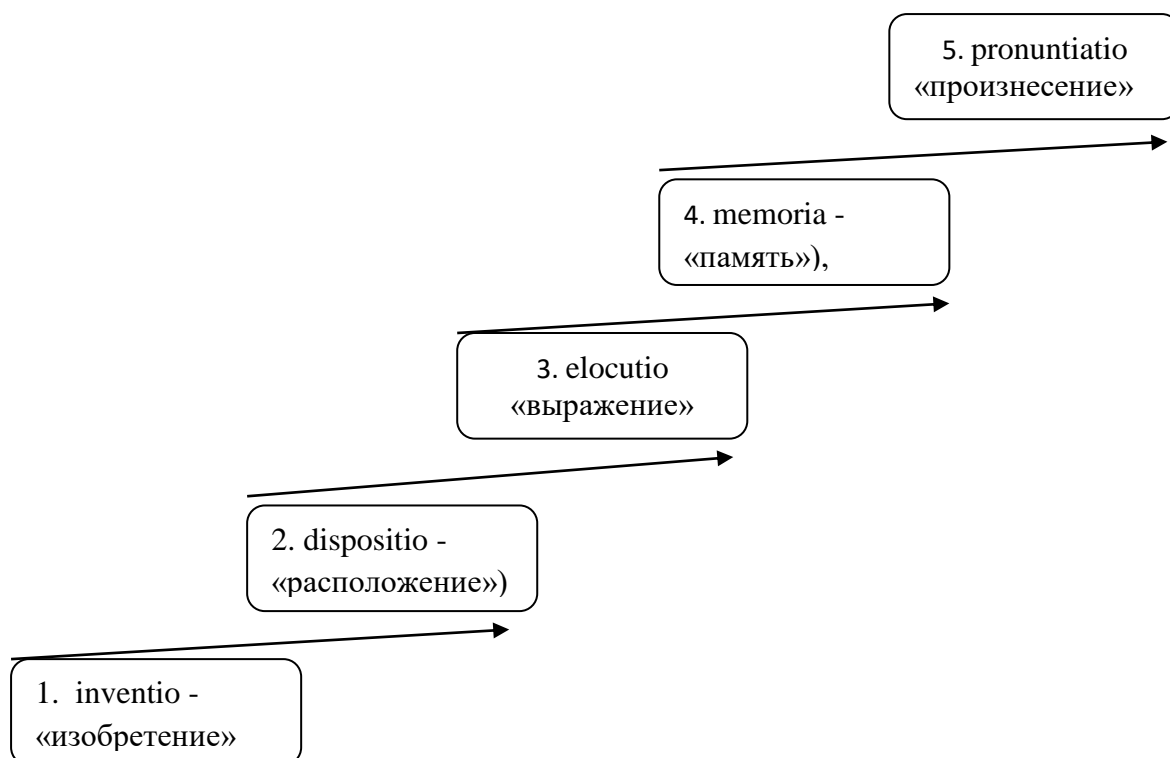 5. pronuntiatio
«произнесение»
4. memoria -
«память»),
3. elocutio
«выражение»
2. dispositio -
«расположение»)
1. inventio -
«изобретение»